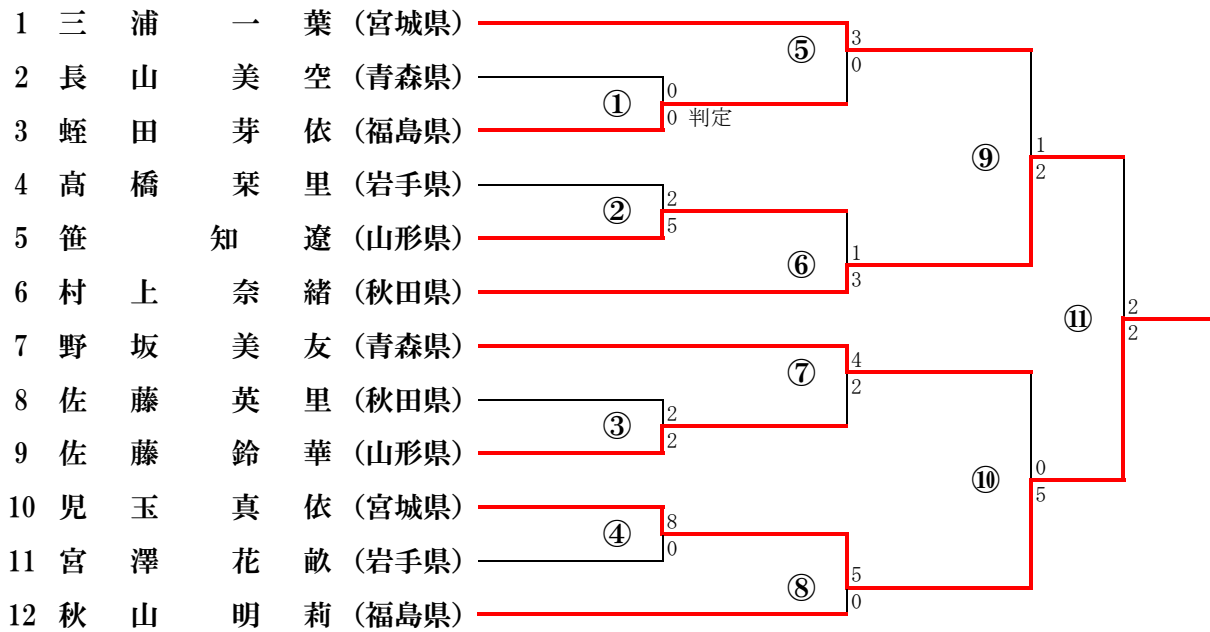 1 三浦一葉（宮城県）
3
⑤
0
2 長山美空（青森県）
0
①
0 判定
3 蛭田芽依（福島県）
1
⑨
2
4 髙橋栞里（岩手県）
2
②
5
5 笹知遼（山形県）
1
⑥
3
6 村上奈緒（秋田県）
2
⑪
2
7 野坂美友（青森県）
4
⑦
2
8 佐藤英里（秋田県）
2
③
2
9 佐藤鈴華（山形県）
0
⑩
5
10 児玉真依（宮城県）
8
④
0
11 宮澤花畝（岩手県）
5
⑧
0
12 秋山明莉（福島県）